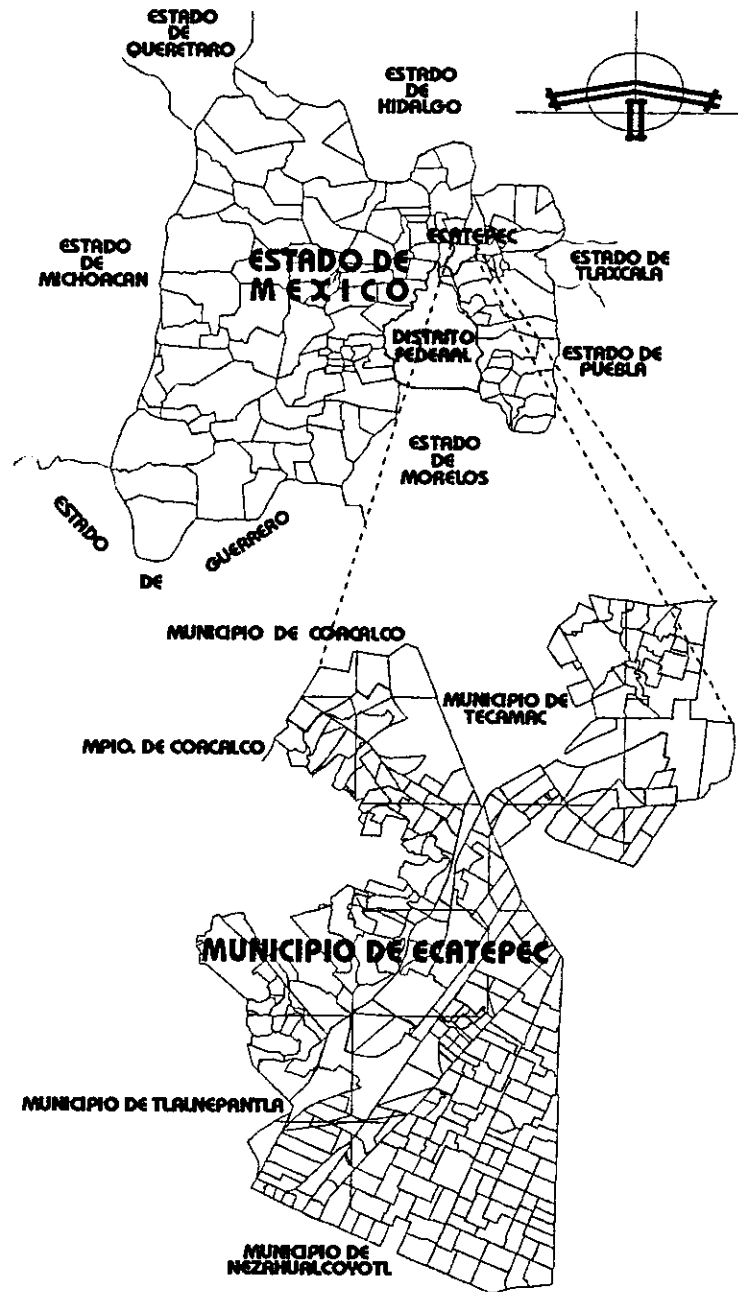 ESTADO
DE
QUERETARO
ESTADO
DE
HIDALGO
ESTADO
DE
MICHOACAN
ESTADO DE
MEXICO
ECATEPEC
ESTADO DE
TLAXCALA
DISTRITO
FEDERAL
ESTADO DE
PUEBLA
ESTADO
DE
MORELOS
ESTADO
DE
GUERRERO
MUNICIPIO DE COACALCO
MUNICIPIO DE
TECAMAC
MPIO. DE COACALCO
MUNICIPIO DE ECATEPEC
MUNICIPIO DE TLALNEPANTLA
MUNICIPIO DE
NEZAHUALCOYOTL